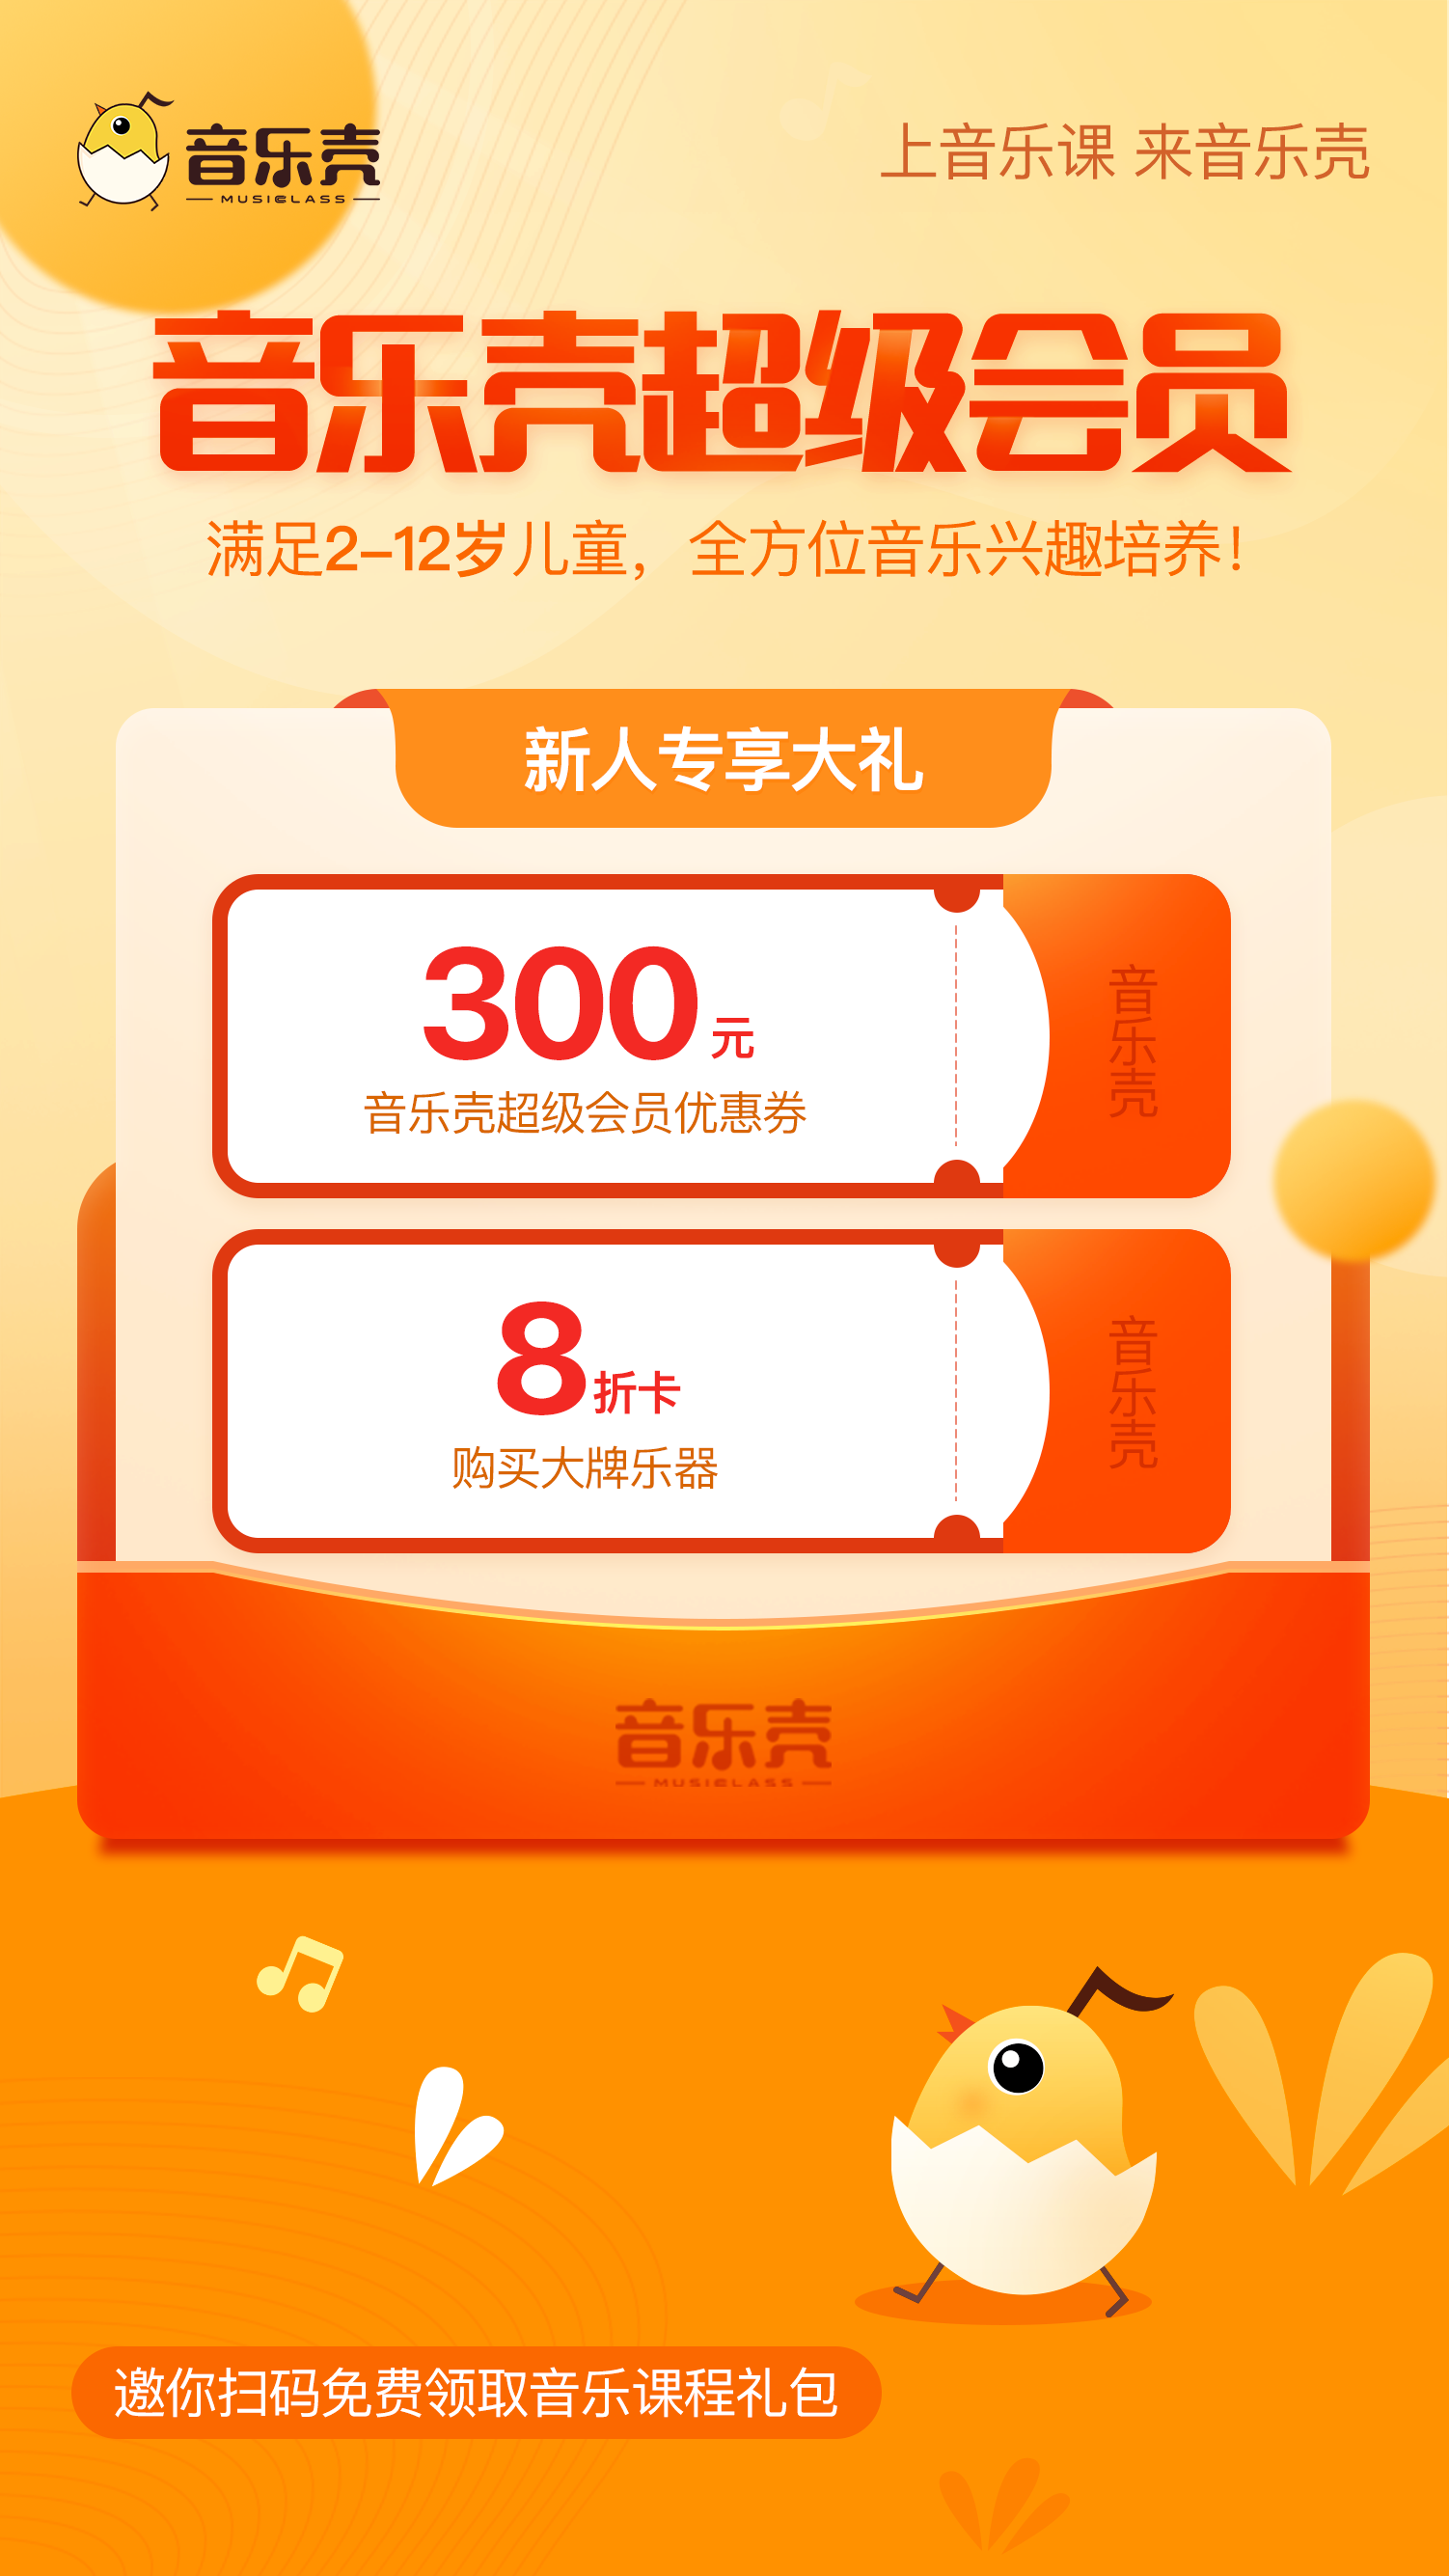 音乐壳
MUSICLASS
上音乐课 来音乐壳
音乐壳超级会员
满足2-12岁儿童，全方位音乐兴趣培养！
新人专享大礼
300元
音乐壳超级会员优惠券
音乐壳
8折卡
购买大牌乐器
音乐壳
音乐壳
MUSICLASS
邀你扫码免费领取音乐课程礼包